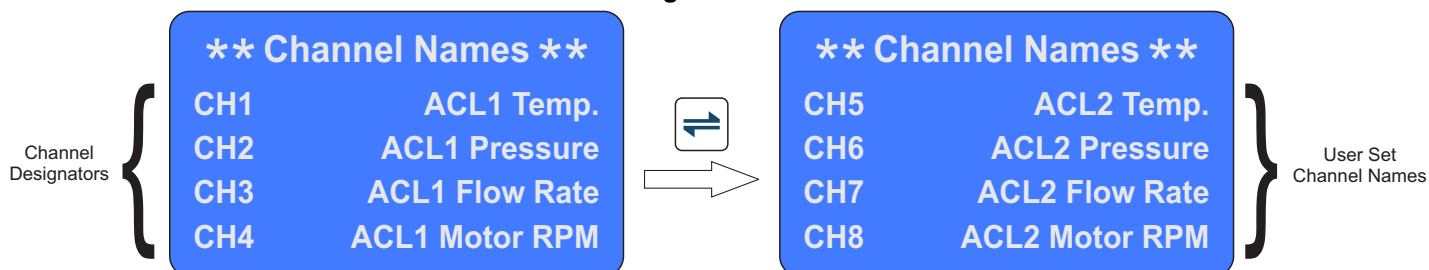 Channel
Designators
** Channel Names **
CH1 ACL1 Temp.
CH2 ACL1 Pressure
CH3 ACL1 Flow Rate
CH4 ACL1 Motor RPM
** Channel Names **
CH5 ACL2 Temp.
CH6 ACL2 Pressure
CH7 ACL2 Flow Rate
CH8 ACL2 Motor RPM
User Set
Channel Names